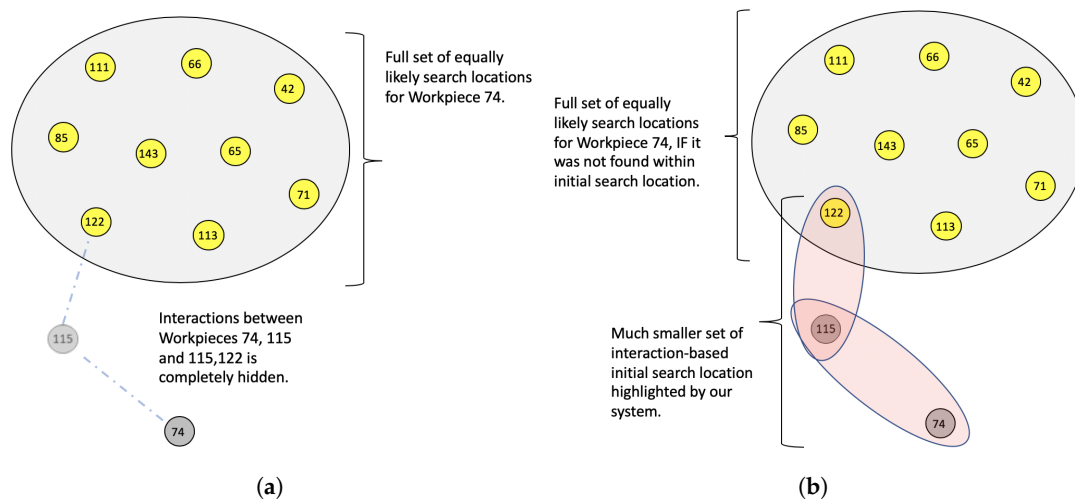 111
66
42
85
143
65
71
122
113
115
74
Full set of equally
likely search locations
for Workpiece 74.
Interactions between
Workpieces 74, 115
and 115,122 is
completely hidden.
(a)
Full set of equally
likely search locations
for Workpiece 74, IF it
was not found within
initial search location.
111
66
42
85
143
65
71
122
113
115
74
Much smaller set of
interaction-based
initial search location
highlighted by our
system.
(b)